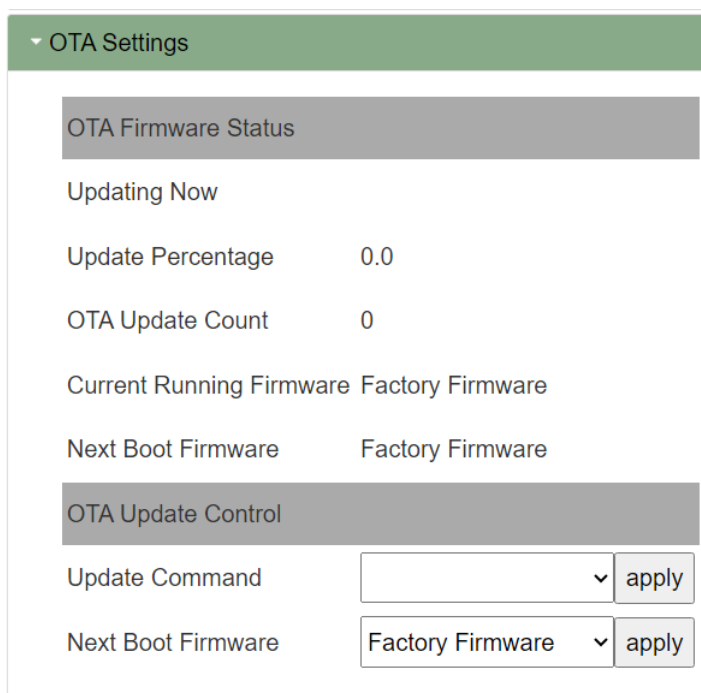 OTA Settings
OTA Firmware Status
Updating Now
Update Percentage 0.0
OTA Update Count 0
Current Running Firmware Factory Firmware
Next Boot Firmware Factory Firmware
OTA Update Control
Update Command apply
Next Boot Firmware Factory Firmware apply